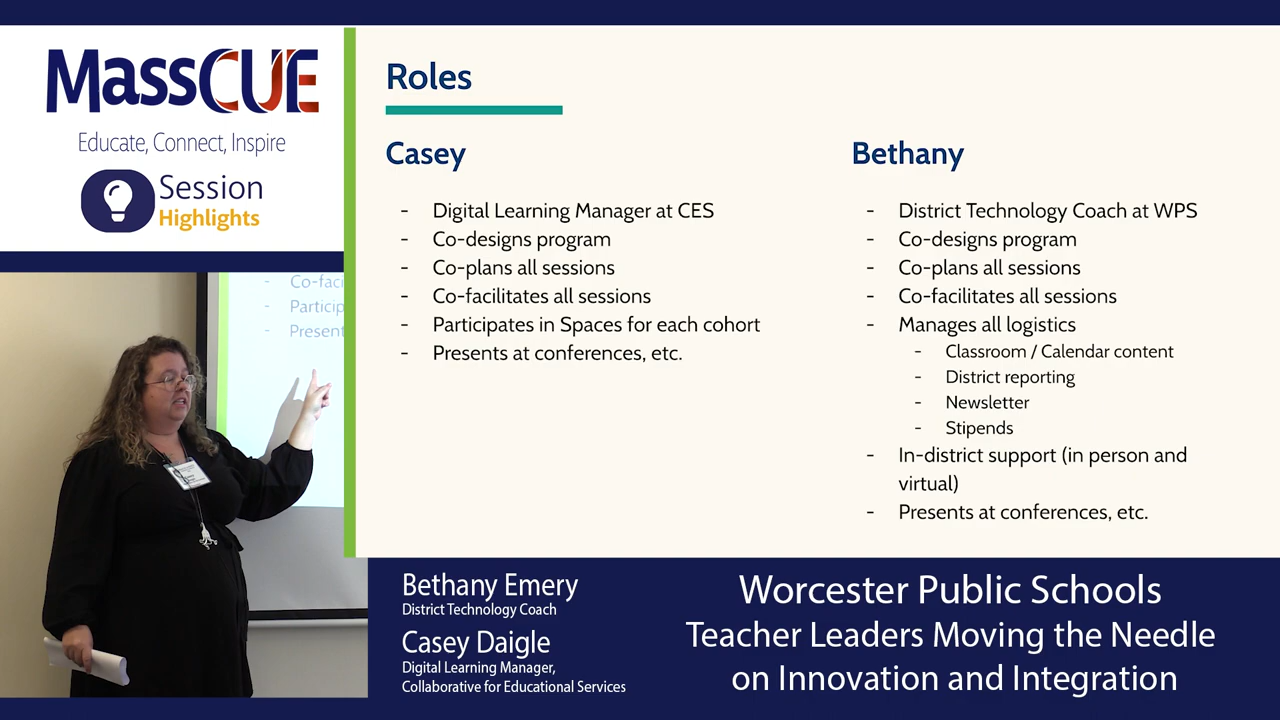 MassCUE
Educate, Connect, Inspire
Session
Highlights
Roles
Casey
- Digital Learning Manager at CES
- Co-designs program
- Co-plans all sessions
- Co-facilitates all sessions
- Participates in Spaces for each cohort
- Presents at conferences, etc.
Bethany
- District Technology Coach at WPS
- Co-designs program
- Co-plans all sessions
- Co-facilitates all sessions
- Manages all logistics
- Classroom / Calendar content
- District reporting
- Newsletter
- Stipends
- In-district support (in person and
virtual)
- Presents at conferences, etc.
- Co-faci
- Particip
- Present
Bethany Emery
District Technology Coach
Casey Daigle
Digital Learning Manager,
Collaborative for Educational Services
Worcester Public Schools
Teacher Leaders Moving the Needle
on Innovation and Integration